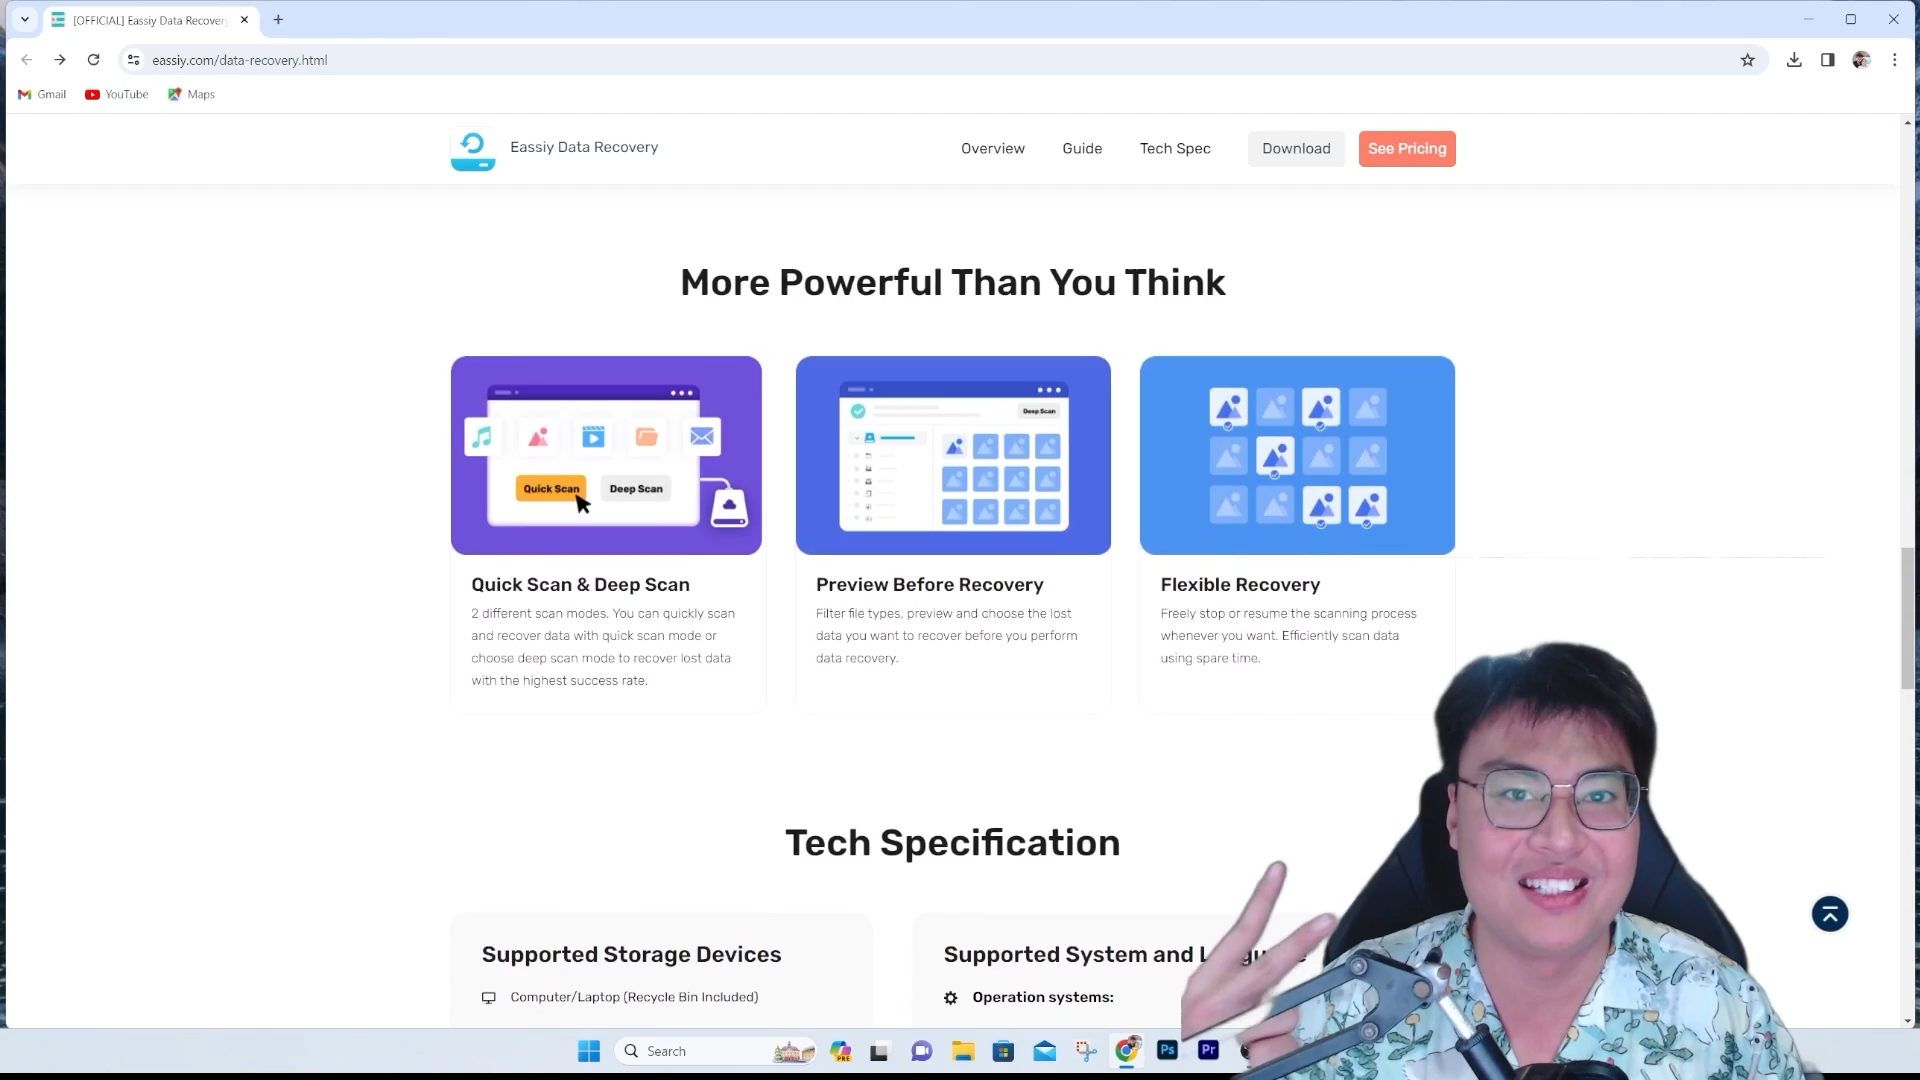 [OFFICIAL] Eassiy Data Recover
eassiy.com/data-recovery.html
Gmail
YouTube
Maps
Eassiy Data Recovery
Overview
Guide
Tech Spec
Download
See Pricing
More Powerful Than You Think
Quick Scan
Deep Scan
Deep Scan
Quick Scan & Deep Scan
2 different scan modes. You can quickly scan
and recover data with quick scan mode or
choose deep scan mode to recover lost data
with the highest success rate.
Preview Before Recovery
Filter file types, preview and choose the lost
data you want to recover before you perform
data recovery.
Flexible Recovery
Freely stop or resume the scanning process
whenever you want. Efficiently scan data
using spare time.
Tech Specification
Supported Storage Devices
Computer/Laptop (Recycle Bin Included)
Supported System and
Operation systems:
Search
PRE
Ps
Pr